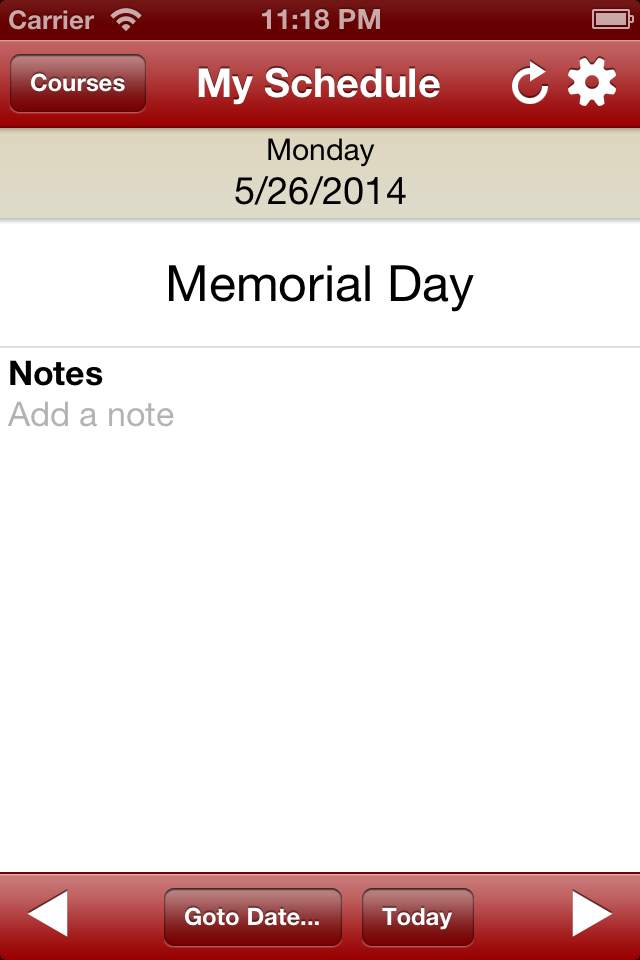 Carrier 11:18 PM
Courses My Schedule
Monday
5/26/2014
Memorial Day
Notes
Add a note
Goto Date... Today